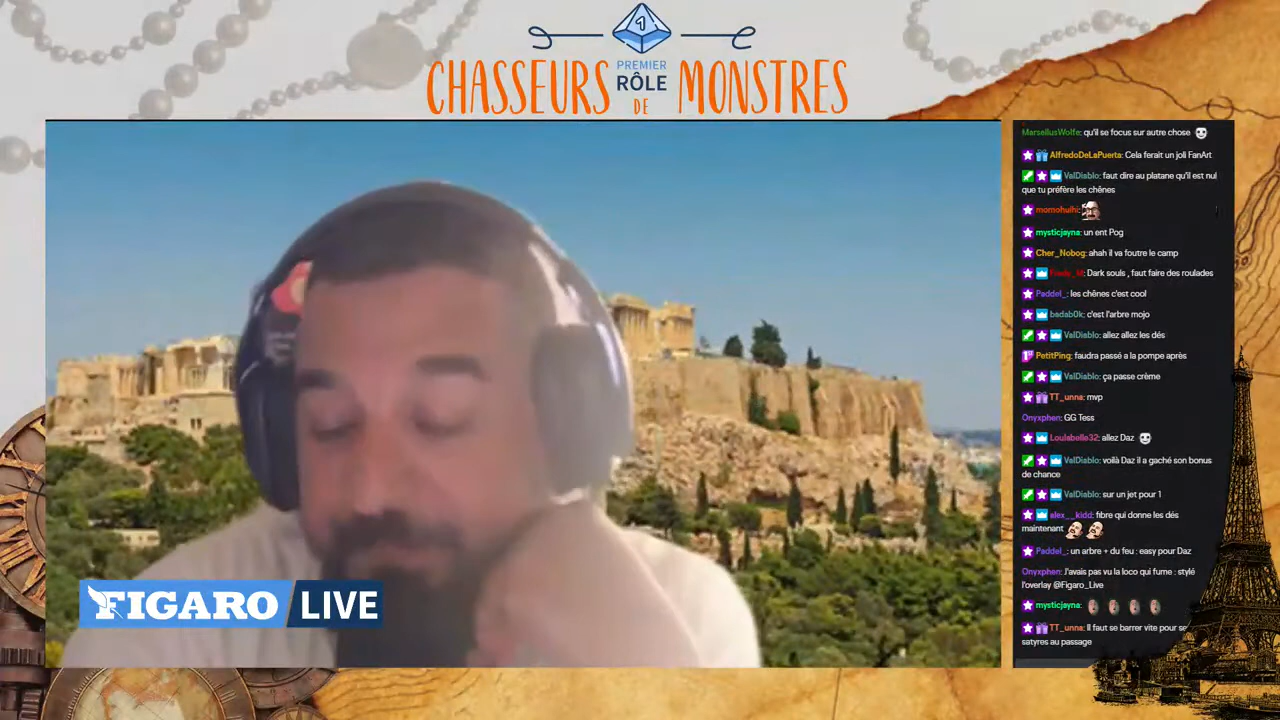 1
PREMIER
RÔLE
CHASSEURS DE MONSTRES
FIGARO LIVE
MarsellusWolfe: qu'il se focus sur autre chose
AlfredoDeLaPuerta: Cela ferait un joli FanArt
ValDiablo: faut dire au platane qu'il est nul
que tu préfère les chênes
momohuihi:
mysticjayna: un ent Pog
Cher_Nobog: ahah il va foutre le camp
Dark souls , faut faire des roulades
Paddel_: les chênes c'est cool
badab0k: c'est l'arbre mojo
ValDiablo: allez allez les dés
PetitPing: faudra passé a la pompe après
ValDiablo: ça passe crème
TT_unna: mvp
Onyxphen: GG Tess
Loulabelle32: allez Daz
ValDiablo: voilà Daz il a gaché son bonus
de chance
ValDiablo: sur un jet pour 1
alex__kidd: fibre qui donne les dés
maintenant
Paddel_: un arbre + du feu : easy pour Daz
Onyxphen: J'avais pas vu la loco qui fume : stylé
l'overlay @Figaro_Live
mysticjayna:
TT_unna: Il faut se barrer vite pour se
satyres au passage